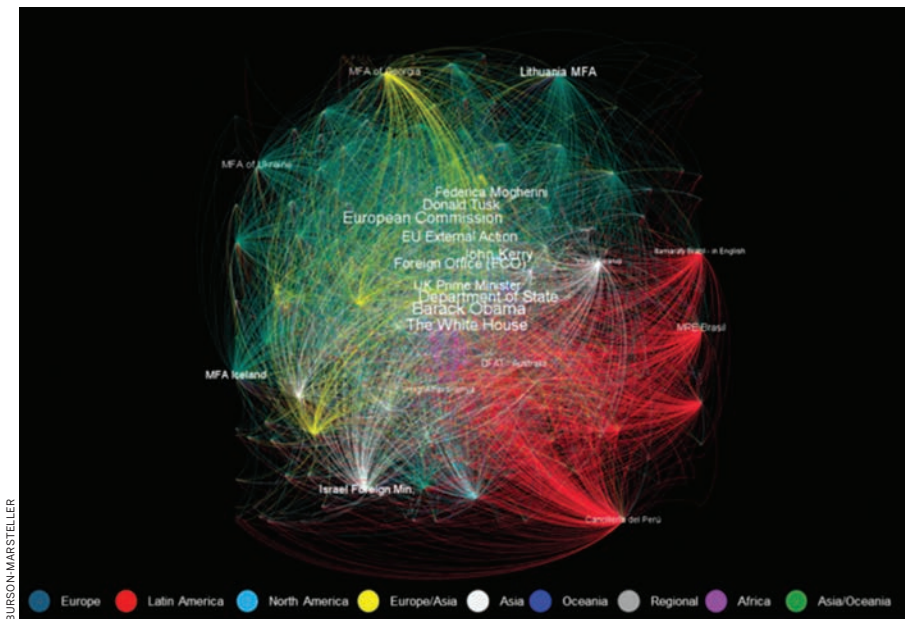 MFA of Georgia
Lithuania MFA
MFA of Ukraine
Federica Mogherini
Donald Tusk
European Commission
EU External Action
John Kerry
Foreign Office (FCO)
Itamaraty Brazil - in English
UK Prime Minister
Department of State
Barack Obama
The White House
MRE Brasil
DFAT - Australia
MFA Iceland
Israel Foreign Min.
Cancillería del Perú
BURSON-MARSTELLER
Europe
Latin America
North America
Europe/Asia
Asia
Oceania
Regional
Africa
Asia/Oceania